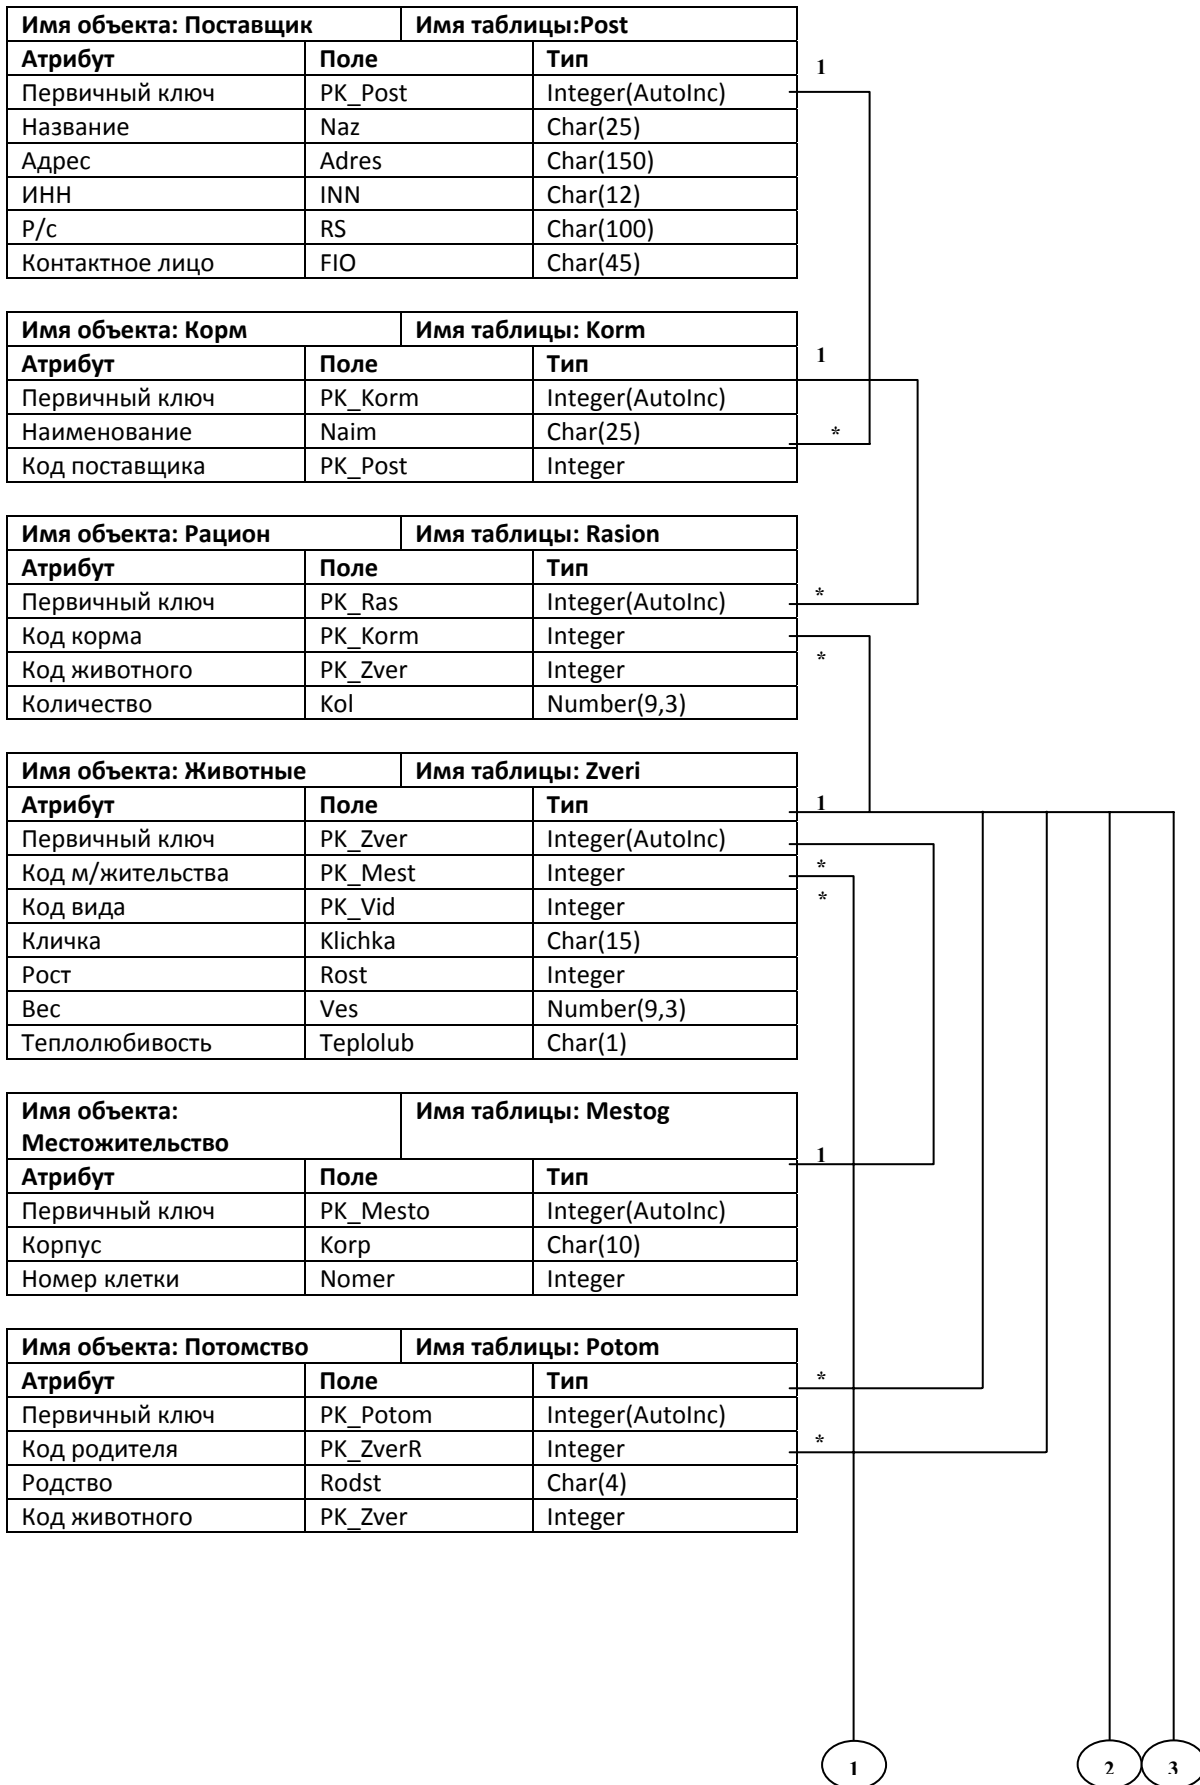 Имя объекта: Поставщик Имя таблицы:Post
Атрибут Поле Тип
1
Первичный ключ PK_Post Integer(AutoInc)
Название Naz Char(25)
Адрес Adres Char(150)
ИНН INN Char(12)
Р/с RS Char(100)
Контактное лицо FIO Char(45)
Имя объекта: Корм Имя таблицы: Korm
Атрибут Поле Тип
1
Первичный ключ PK_Korm Integer(AutoInc)
Наименование Naim Char(25) *
Код поставщика PK_Post Integer
Имя объекта: Рацион Имя таблицы: Rasion
Атрибут Поле Тип
Первичный ключ PK_Ras Integer(AutoInc) *
Код корма PK_Korm Integer
*
Код животного PK_Zver Integer
Количество Kol Number(9,3)
Имя объекта: Животные Имя таблицы: Zveri
Атрибут Поле Тип 1
Первичный ключ PK_Zver Integer(AutoInc)
Код м/жительства PK_Mest Integer *
Код вида PK_Vid Integer *
Кличка Klichka Char(15)
Рост Rost Integer
Вес Ves Number(9,3)
Теплолюбивость Teplolub Char(1)
Имя объекта: Имя таблицы: Mestog
Местожительство
1
Атрибут Поле Тип
Первичный ключ PK_Mesto Integer(AutoInc)
Корпус Korp Char(10)
Номер клетки Nomer Integer
Имя объекта: Потомство Имя таблицы: Potom
Атрибут Поле Тип *
Первичный ключ PK_Potom Integer(AutoInc)
Код родителя PK_ZverR Integer *
Родство Rodst Char(4)
Код животного PK_Zver Integer
1 2 3